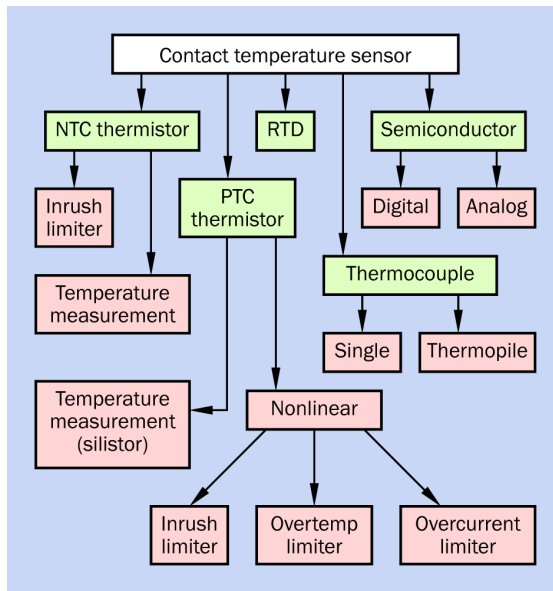 Contact temperature sensor
NTC thermistor
RTD
Semiconductor
Inrush
limiter
PTC
thermistor
Digital
Analog
Temperature
measurement
Thermocouple
Single
Thermopile
Temperature
measurement
(silistor)
Nonlinear
Inrush
limiter
Overtemp
limiter
Overcurrent
limiter